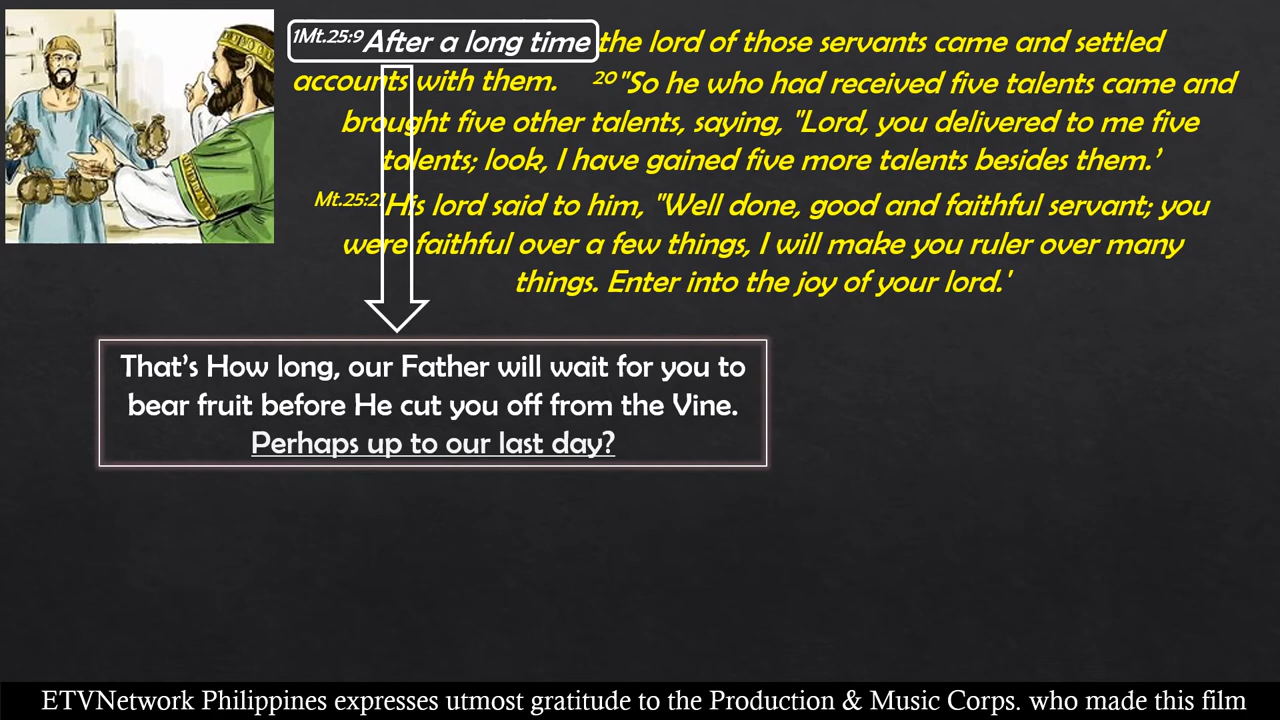 1Mt.25:9 After a long time the lord of those servants came and settled
accounts with them. 20 "So he who had received five talents came and
brought five other talents, saying, "Lord, you delivered to me five
talents; look, I have gained five more talents besides them.’
Mt.25:21 His lord said to him, "Well done, good and faithful servant; you
were faithful over a few things, I will make you ruler over many
things. Enter into the joy of your lord.'
That’s How long, our Father will wait for you to
bear fruit before He cut you off from the Vine.
Perhaps up to our last day?
ETVNetwork Philippines expresses utmost gratitude to the Production & Music Corps. who made this film